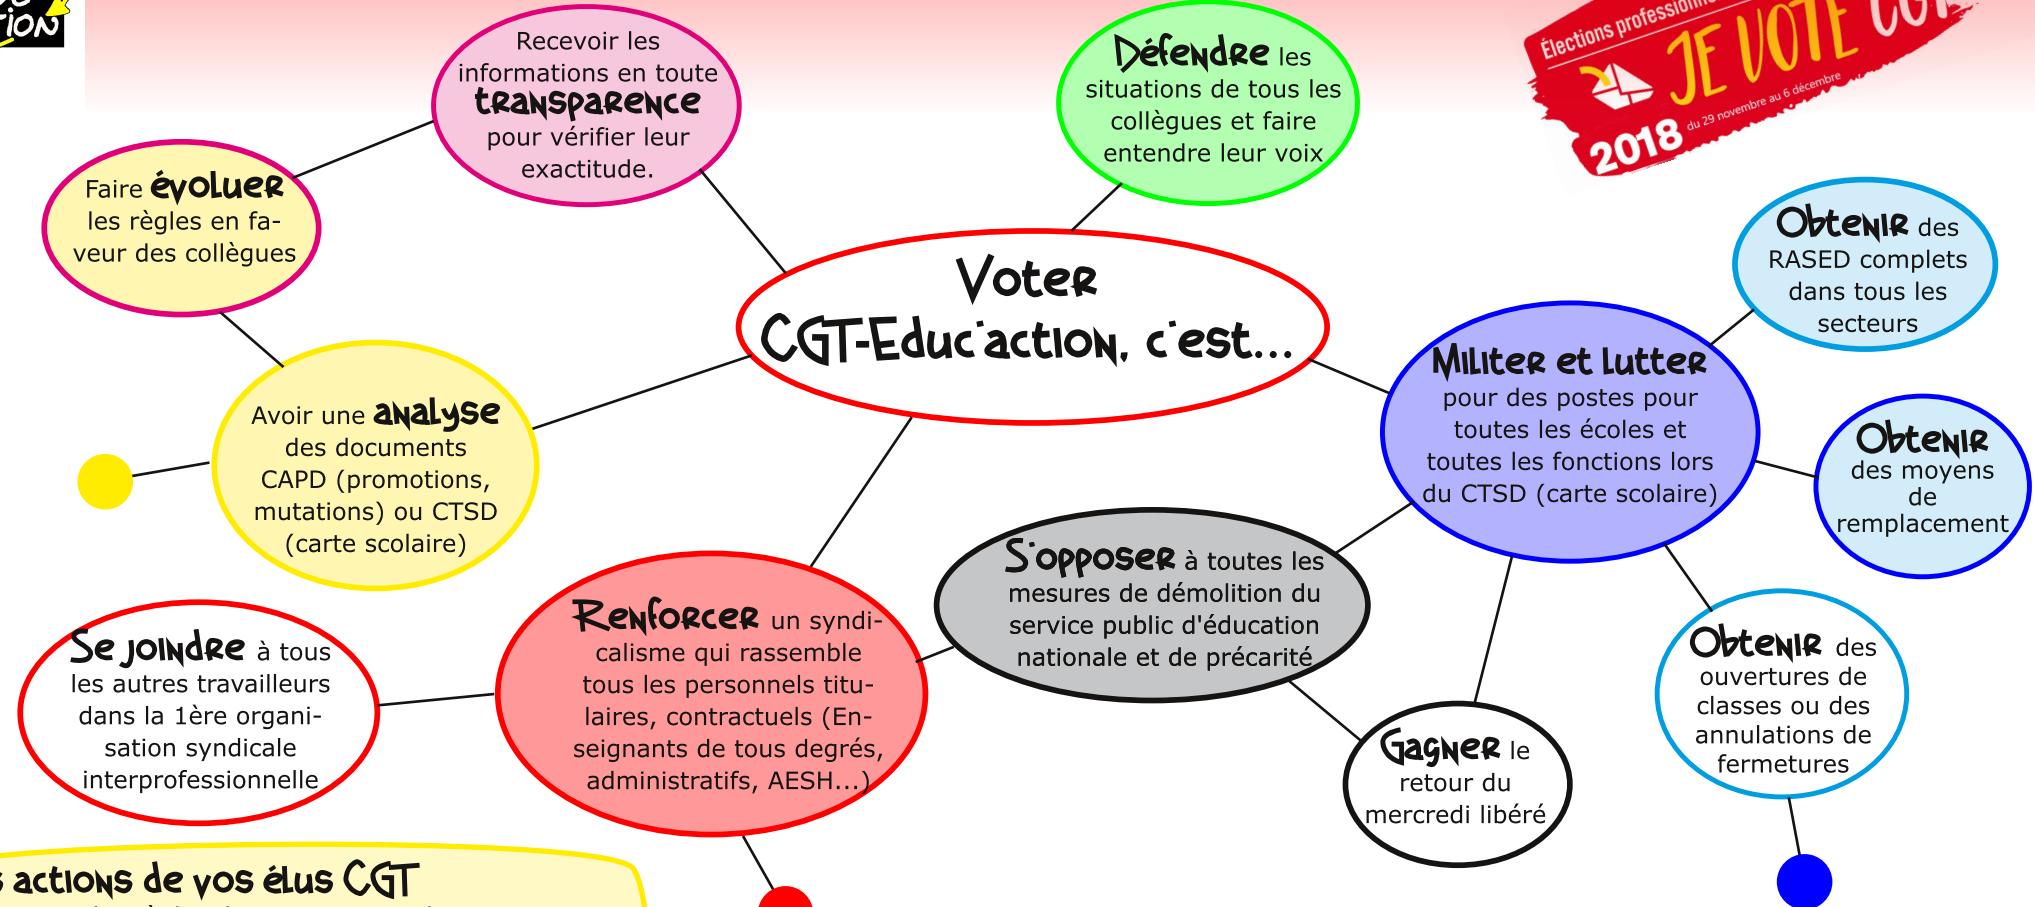 TION
Recevoir les
informations en toute
transparence
pour vérifier leur
exactitude.
Défendre les
situations de tous les
collègues et faire
entendre leur voix
Élections
JE VOTE CGT
2018 du 29 novembre au 6 décembre
Faire évoluer
les règles en fa-
veur des collègues
Obtenir des
RASED complets
dans tous les
secteurs
Voter
CGT-Educ'action, c'est...
Militer et lutter
pour des postes pour
toutes les écoles et
toutes les fonctions lors
du CTSD (carte scolaire)
Avoir une analyse
des documents
CAPD (promotions,
mutations) ou CTSD
(carte scolaire)
Obtenir
des moyens
de
remplacement
S'opposer à toutes les
mesures de démolition du
service public d'éducation
nationale et de précarité
Renforcer un syndi-
calisme qui rassemble
tous les personnels titu-
laires, contractuels (En-
seignants de tous degrés,
administratifs, AESH...)
Se joindre à tous
les autres travailleurs
dans la 1ère organi-
sation syndicale
interprofessionnelle
Obtenir des
ouvertures de
classes ou des
annulations de
fermetures
Gagner le
retour du
mercredi libéré
actions de vos élus CGT